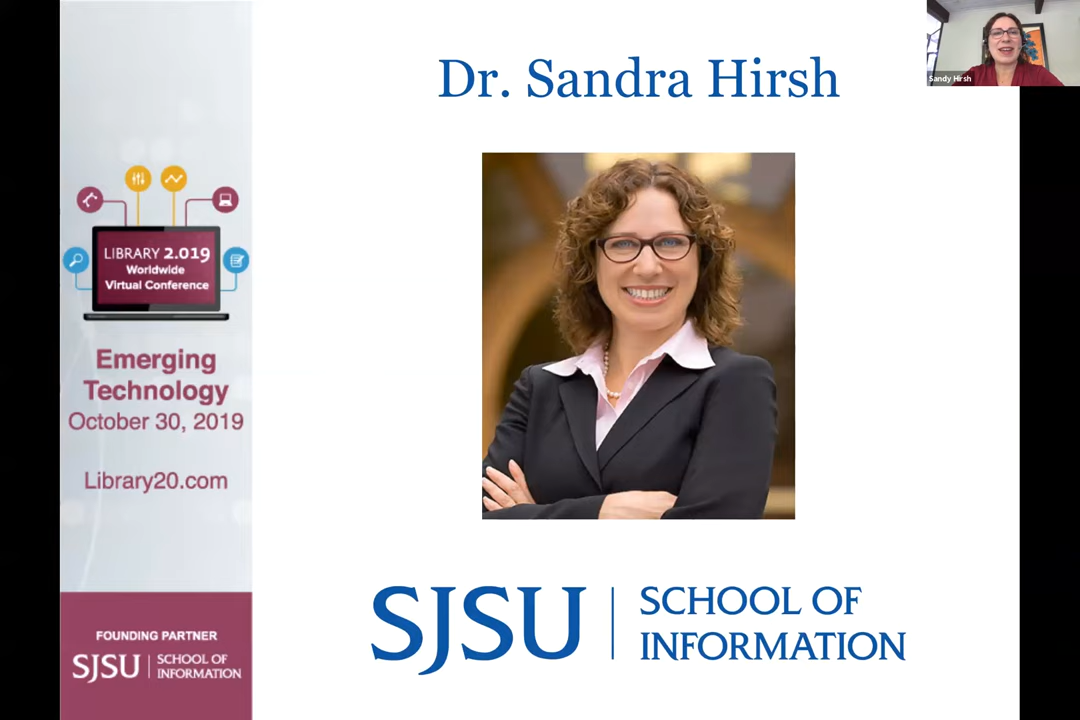 Dr. Sandra Hirsh
Sandy Hirsh
LIBRARY 2.019
Worldwide
Virtual Conference
Emerging
Technology
October 30, 2019
Library20.com
FOUNDING PARTNER
SJSU SCHOOL OF
INFORMATION
SJSU SCHOOL OF
INFORMATION